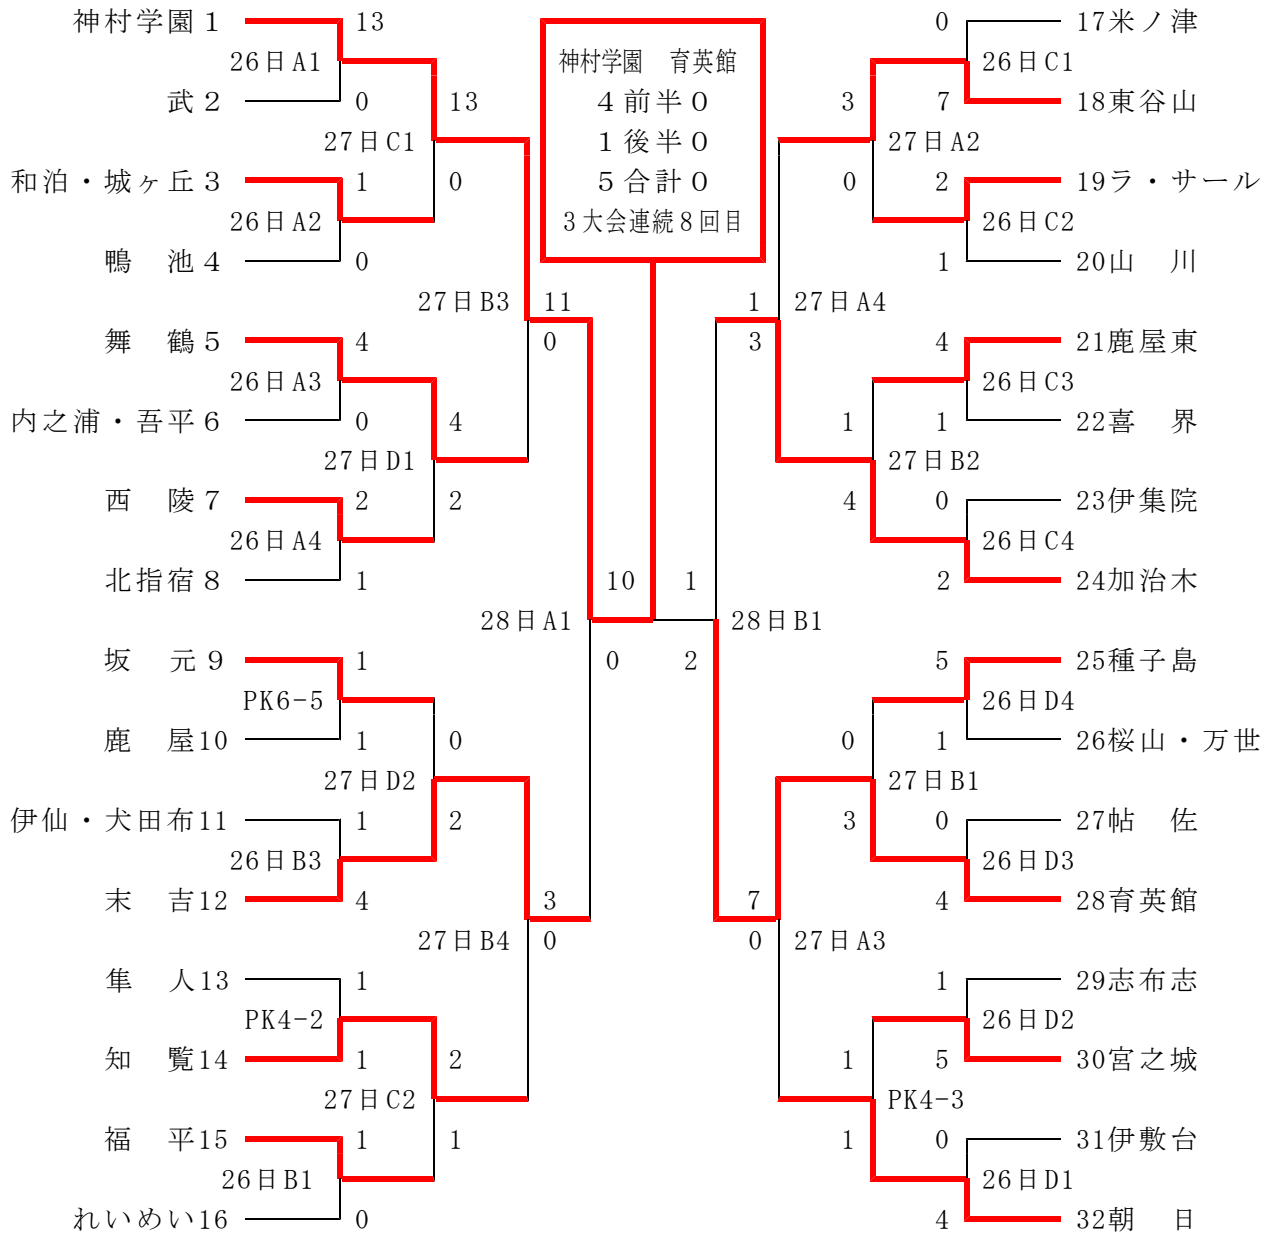 神村学園 1
13
26日A1
武 2
0
13
27日C1
和泊・城ヶ丘 3
1
0
26日A2
鴨　池 4
0
27日B3
11
舞　鶴 5
4
0
26日A3
内之浦・吾平 6
0
4
27日D1
西　陵 7
2
2
26日A4
北指宿 8
1
10
28日A1
坂　元 9
1
0
PK6-5
鹿　屋10
1
0
27日D2
伊仙・犬田布11
1
2
26日B3
末　吉12
4
3
27日B4
0
隼　人13
1
PK4-2
知　覧14
1
2
27日C2
福　平15
1
1
26日B1
れいめい16
0
神村学園　育英館
4 前半 0
1 後半 0
5 合計 0
3大会連続8回目
0
17米ノ津
26日C1
3
7
18東谷山
27日A2
0
2
19ラ・サール
26日C2
1
20山　川
1
27日A4
3
4
21鹿屋東
26日C3
1
1
22喜　界
27日B2
4
0
23伊集院
26日C4
1
2
24加治木
28日B1
2
5
25種子島
26日D4
0
1
26桜山・万世
27日B1
3
0
27帖　佐
26日D3
7
4
28育英館
0
27日A3
1
29志布志
26日D2
1
5
30宮之城
PK4-3
1
0
31伊敷台
26日D1
4
32朝　日